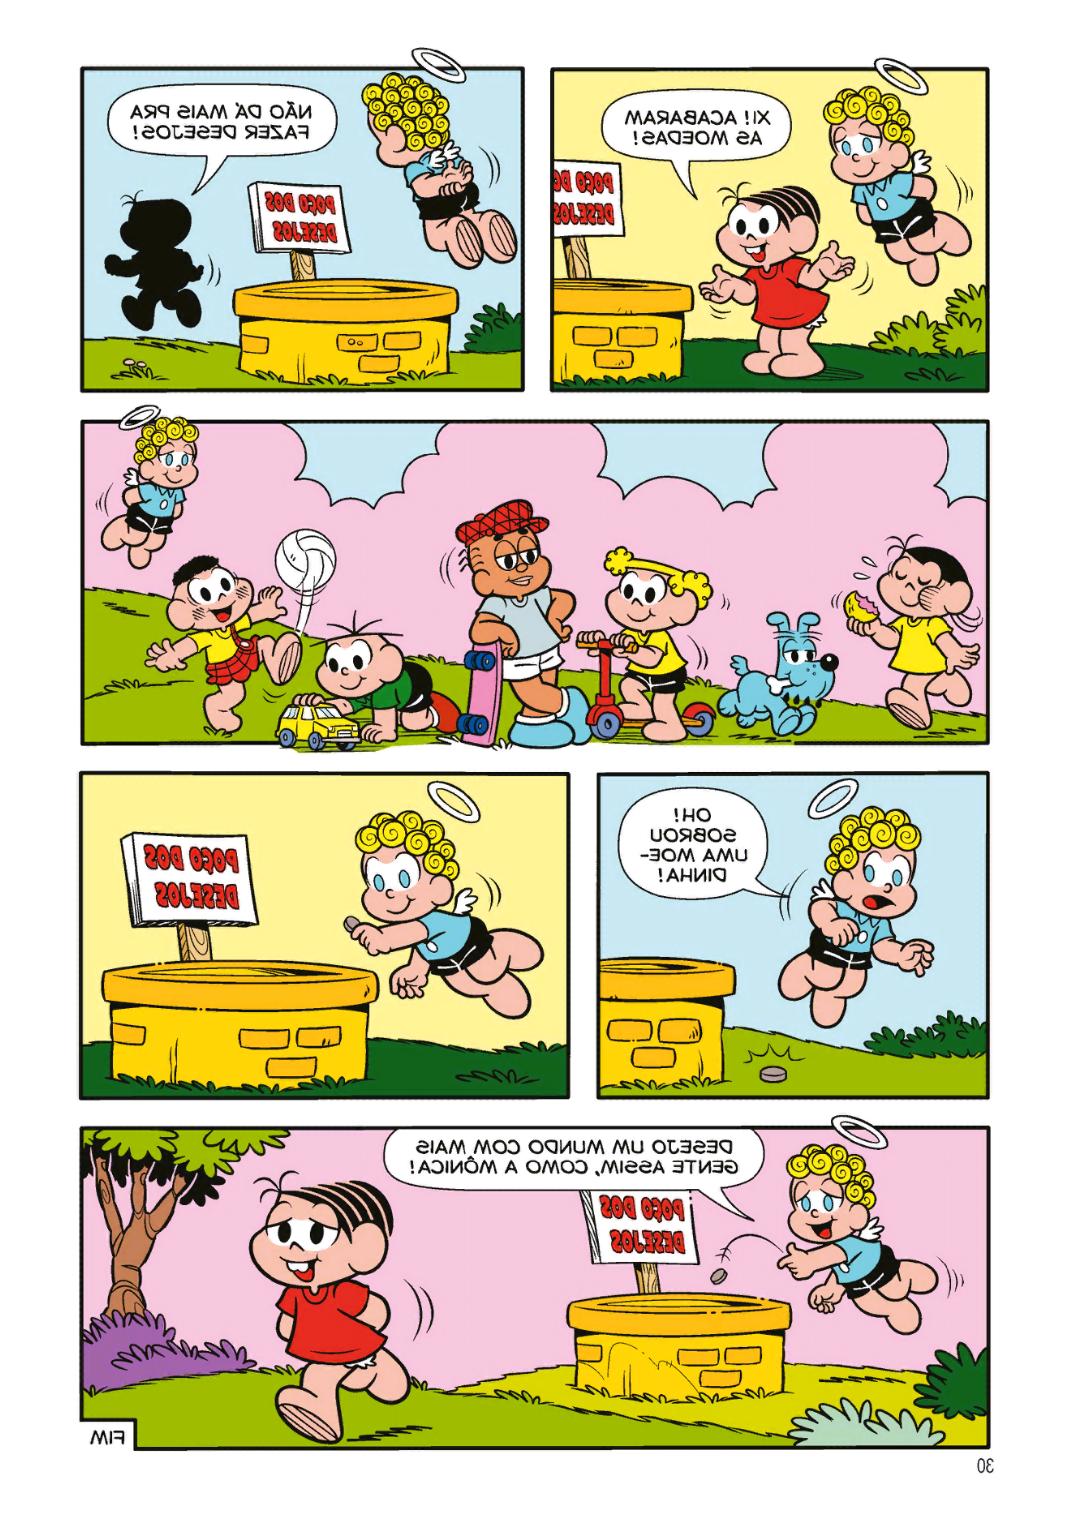 XI! ACABARAM
AS MOEDAS!
POÇO DO
DESEJOS
NÃO DÁ MAIS PRA
FAZER DESEJOS!
POÇO DOS
DESEJOS
OH!
SOBROU
UMA MOE-
DINHA!
POÇO DOS
DESEJOS
DESEJO UM MUNDO COM MAIS
GENTE ASSIM, COMO A MÔNICA!
POÇO DOS
DESEJOS
FIM
30